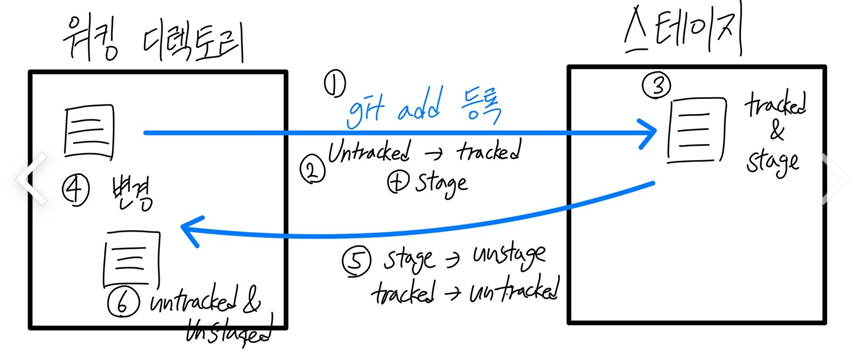 워킹 디렉토리
스테이지
①
git add 등록
② Untracked → tracked
⊕ Stage
③
tracked
&
stage
④ 변경
⑤ stage → unstage
tracked → untracked
⑥ untracked &
Unstaged